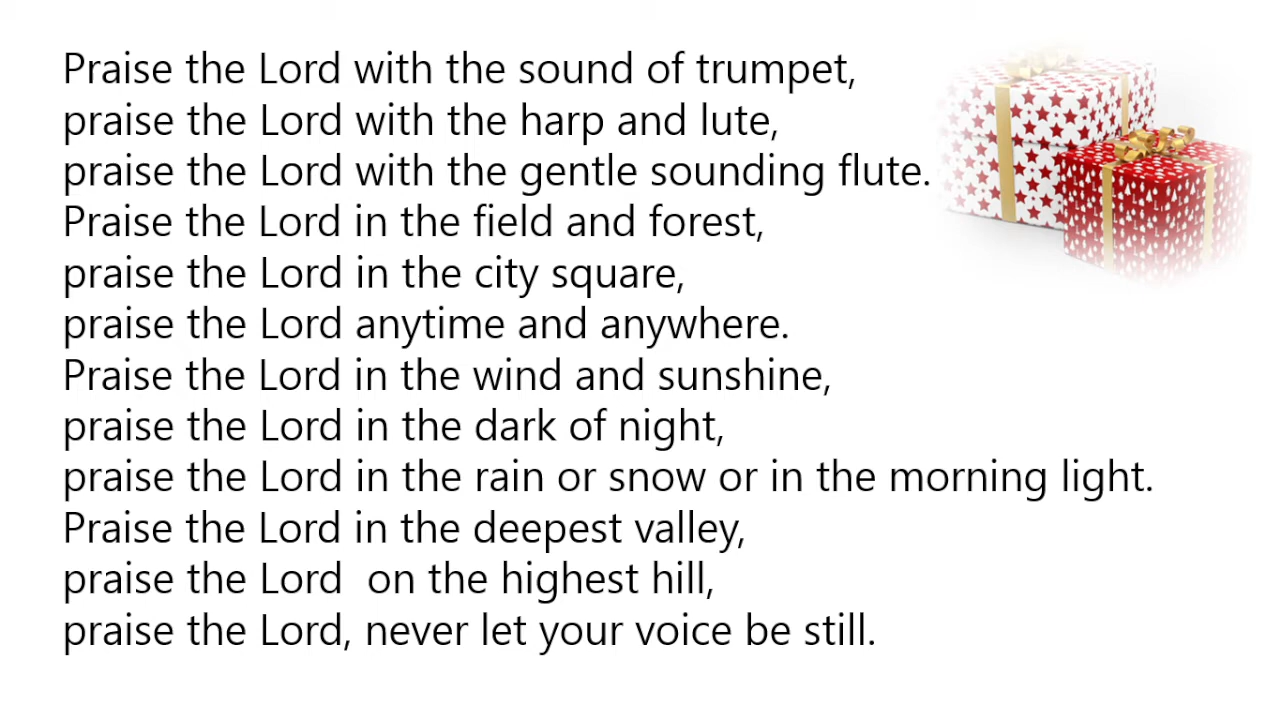 Praise the Lord with the sound of trumpet,
praise the Lord with the harp and lute,
praise the Lord with the gentle sounding flute.
Praise the Lord in the field and forest,
praise the Lord in the city square,
praise the Lord anytime and anywhere.
Praise the Lord in the wind and sunshine,
praise the Lord in the dark of night,
praise the Lord in the rain or snow or in the morning light.
Praise the Lord in the deepest valley,
praise the Lord  on the highest hill,
praise the Lord, never let your voice be still.